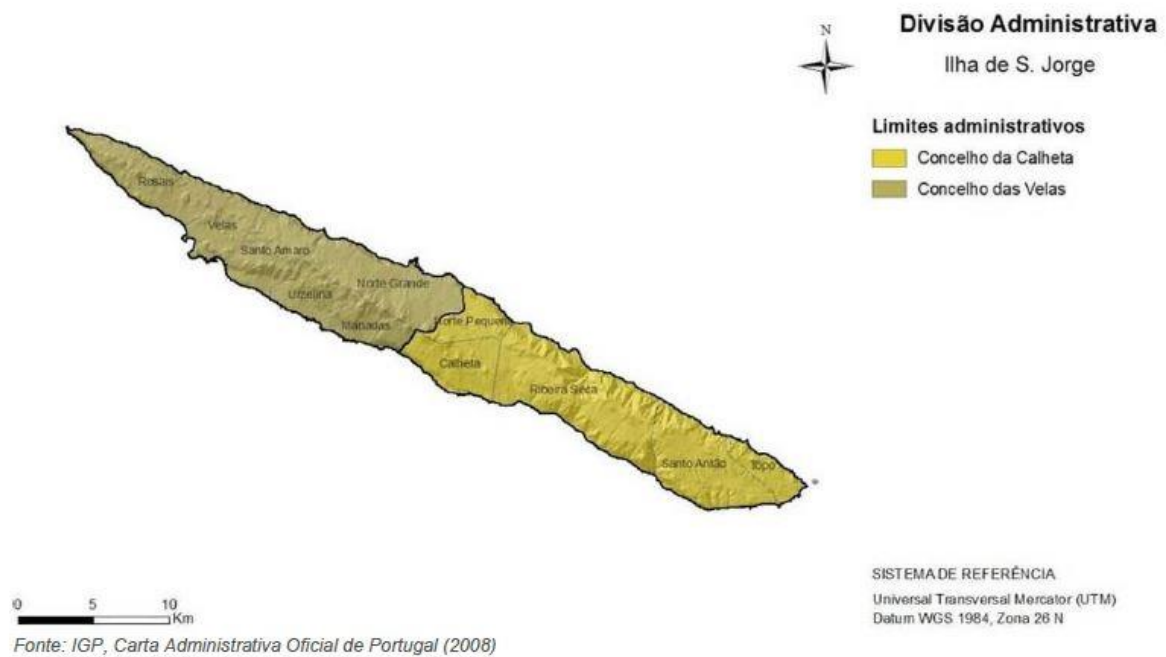 N
Divisão Administrativa
Ilha de S. Jorge
Limites administrativos
Concelho da Calheta
Concelho das Velas
Rosais
Velas
Santo Amaro
Norte Grande
Urzelina
Manadas
Norte Pequeno
Calheta
Ribeira Seca
Santo Antão
Topo
SISTEMA DE REFERÊNCIA
Universal Transversal Mercator (UTM)
Datum WGS 1984, Zona 26 N
0 5 10
Km
Fonte: IGP, Carta Administrativa Oficial de Portugal (2008)